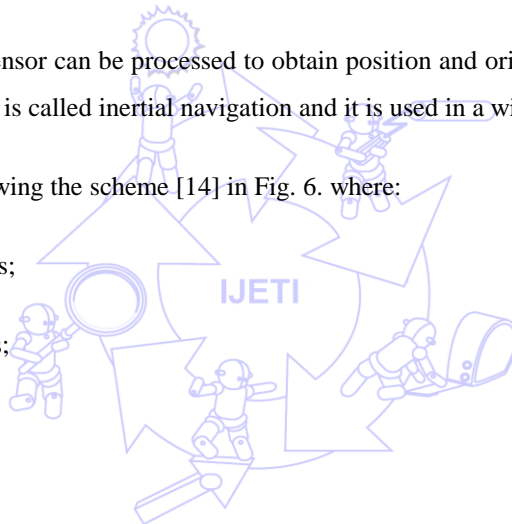 ensor can be processed to obtain position and ori
is called inertial navigation and it is used in a wi
wing the scheme [14] in Fig. 6. where:
s;
IJETI
s;